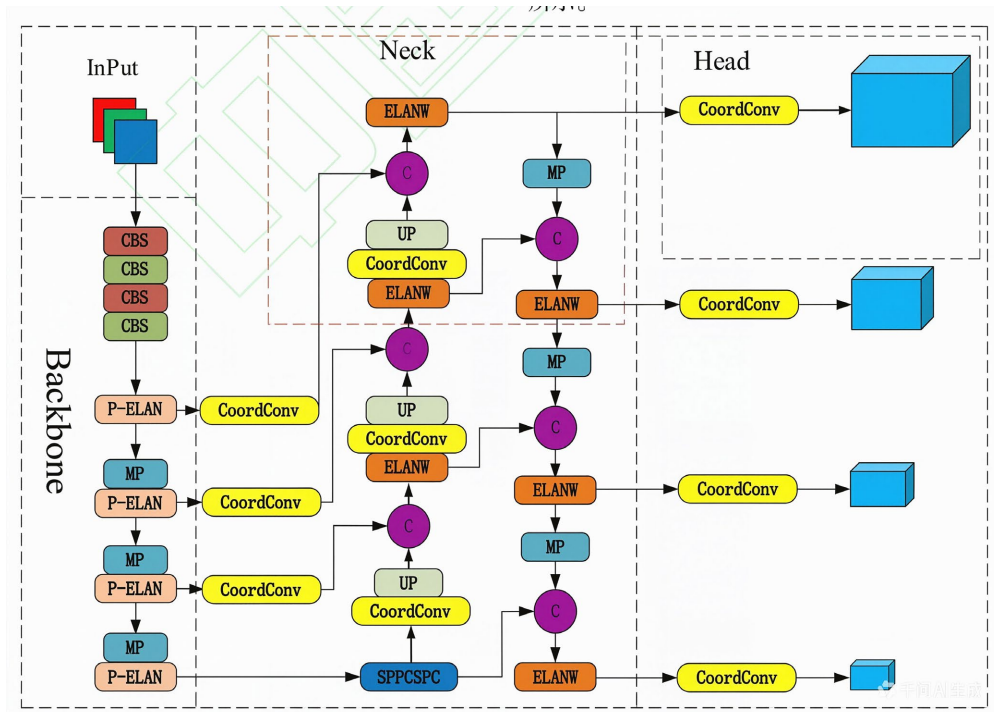 Neck
Head
InPut
ELANW
CoordConv
C
MP
UP
C
CBS
CoordConv
CBS
ELANW
ELANW
CoordConv
CBS
CBS
C
MP
Backbone
P-ELAN
CoordConv
UP
C
CoordConv
MP
ELANW
P-ELAN
CoordConv
ELANW
CoordConv
C
MP
MP
P-ELAN
CoordConv
UP
CoordConv
C
MP
P-ELAN
SPPCSPC
ELANW
CoordConv